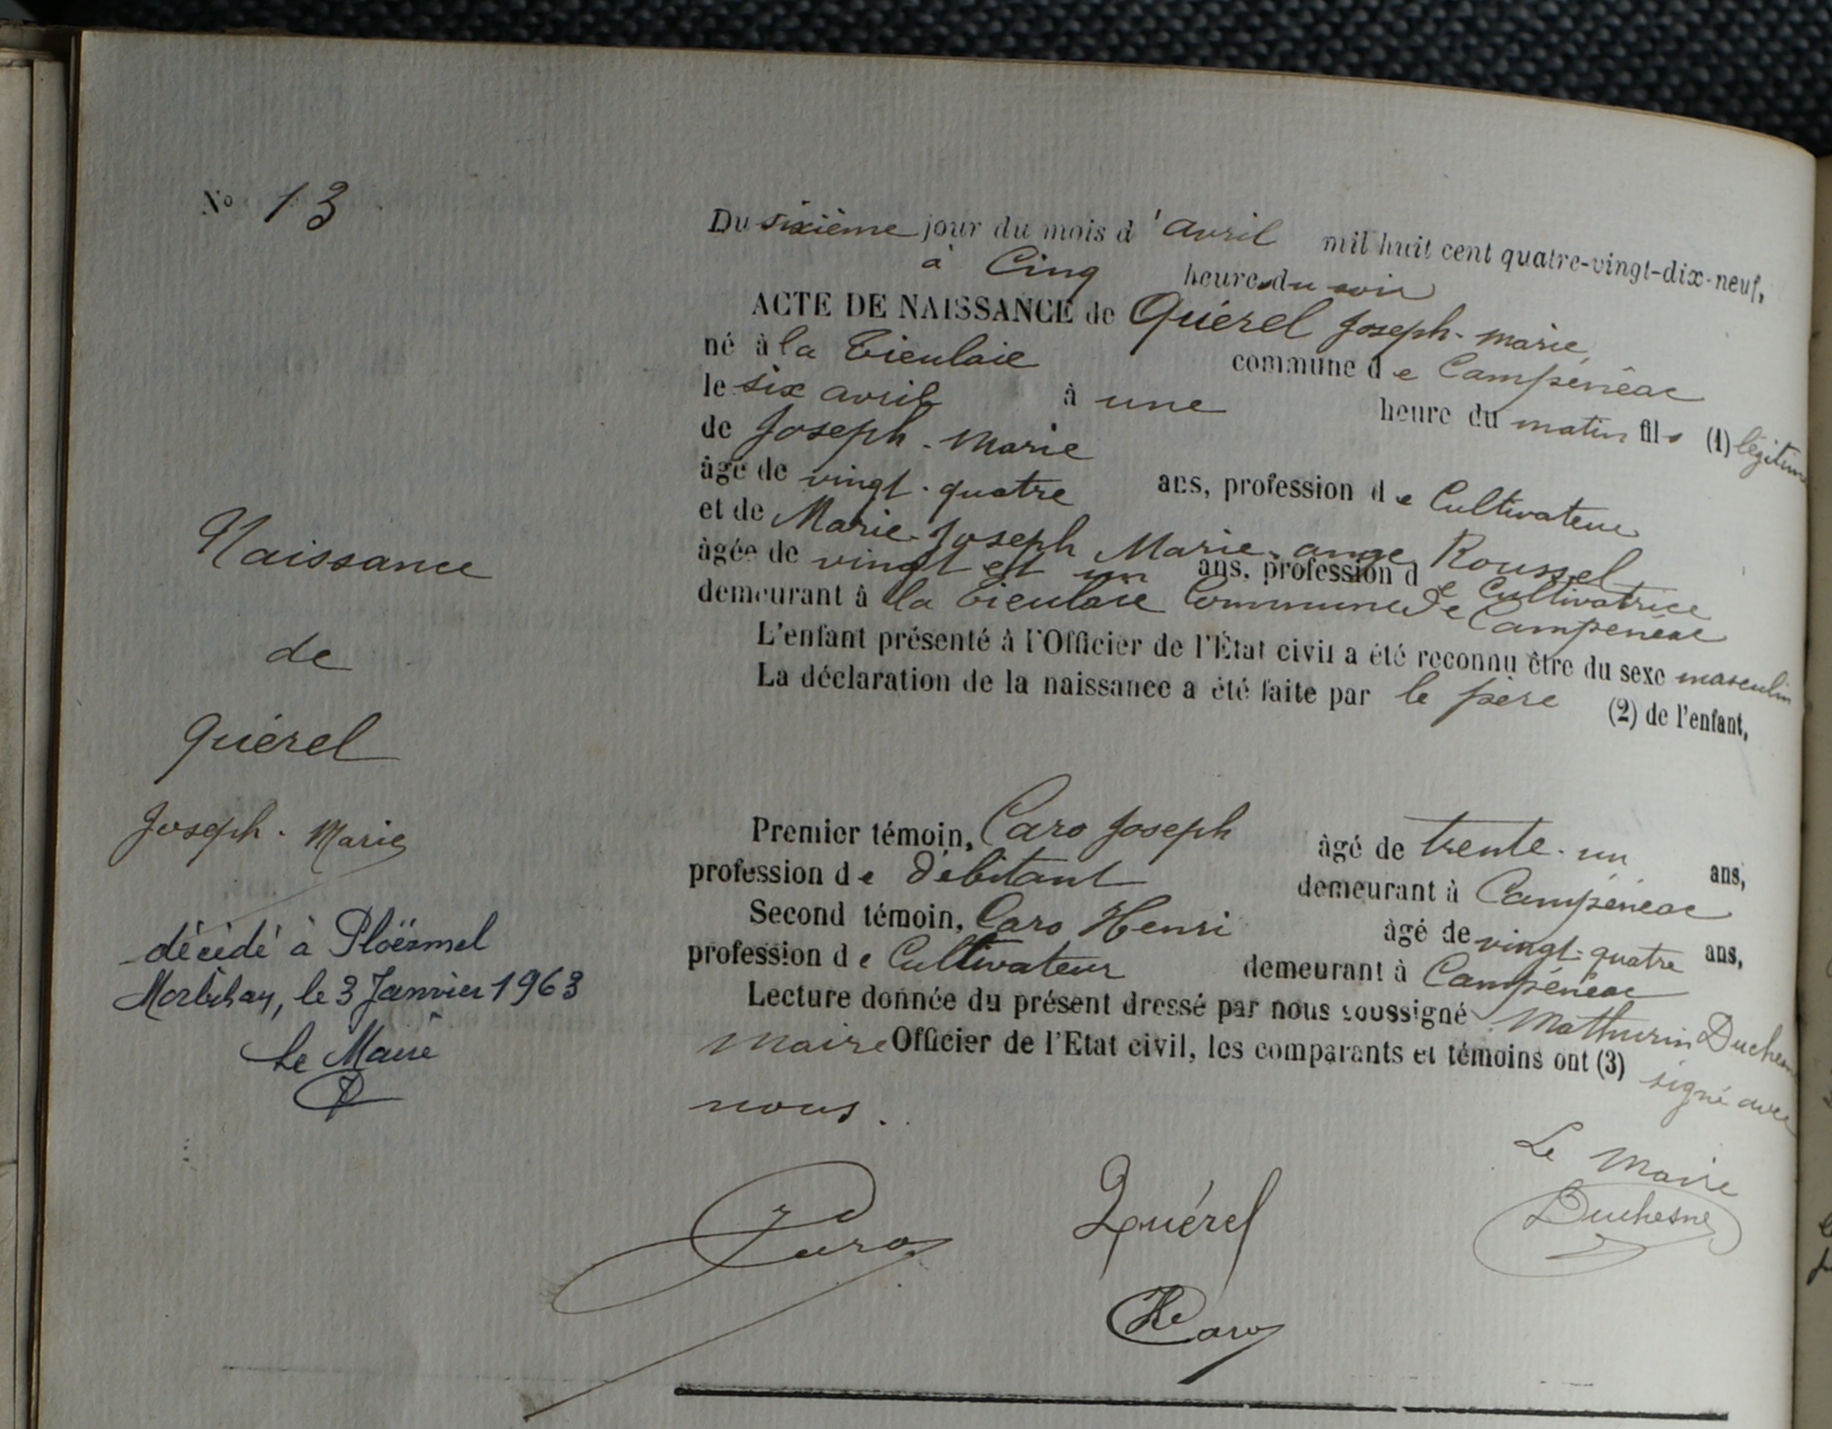 Nº 13
Du sixième jour du mois d'avril mil huit cent quatre-vingt-dix-neuf,
à Cinq heures du soir
ACTE DE NAISSANCE de Quérel Joseph-Marie,
né à la commune de Campénéac
le six avril à une heure du matin fils (1) légitime
de Joseph-Marie
âgé de vingt-quatre ans, profession de Cultivateur
et de Marie-Joseph Marie-ange Roussel
âgée de vingt et un ans, profession de Cultivatrice
demeurant à la Commune de Campénéac
L'enfant présenté à l'Officier de l'État civil a été reconnu être du sexe masculin
La déclaration de la naissance a été faite par le père (2) de l'enfant,
Premier témoin, Caro Joseph âgé de trente-un ans,
profession de débitant demeurant à Campénéac
Second témoin, Caro Henri âgé de vingt-quatre ans,
profession de Cultivateur demeurant à Campénéac
Lecture donnée du présent dressé par nous soussigné Mathurin Duchesne
Maire Officier de l'Etat civil, les comparants et témoins ont (3) signé avec
nous.
Le Maire
Duchesne
Caro
Quérel
Caro
Naissance
de
Quérel
Joseph-Marie
décédé à Ploërmel
Morbihan, le 3 Janvier 1963
Le Maire